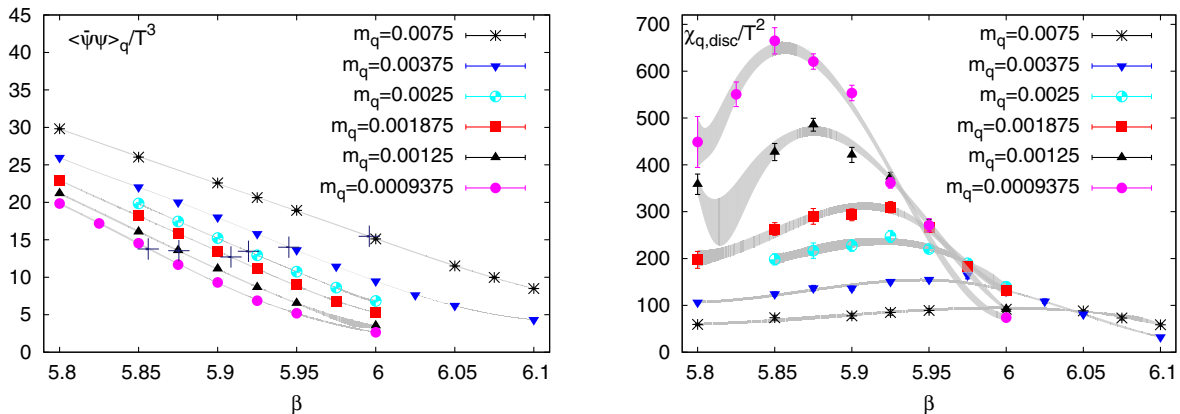 <ψ̄ψ>q/T³
mq=0.0075
mq=0.00375
mq=0.0025
mq=0.001875
mq=0.00125
mq=0.0009375
45
40
35
30
25
20
15
10
5
0
5.8
5.85
5.9
5.95
6
6.05
6.1
β
χq,disc/T²
mq=0.0075
mq=0.00375
mq=0.0025
mq=0.001875
mq=0.00125
mq=0.0009375
700
600
500
400
300
200
100
0
5.8
5.85
5.9
5.95
6
6.05
6.1
β